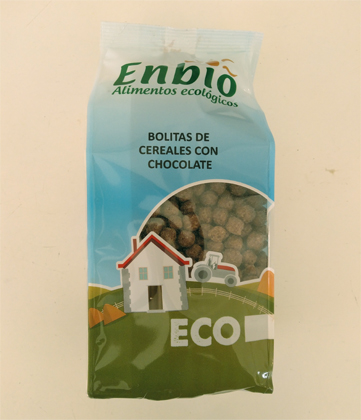 Enbio
Alimentos ecológicos
BOLITAS DE
CEREALES CON
CHOCOLATE
ECO